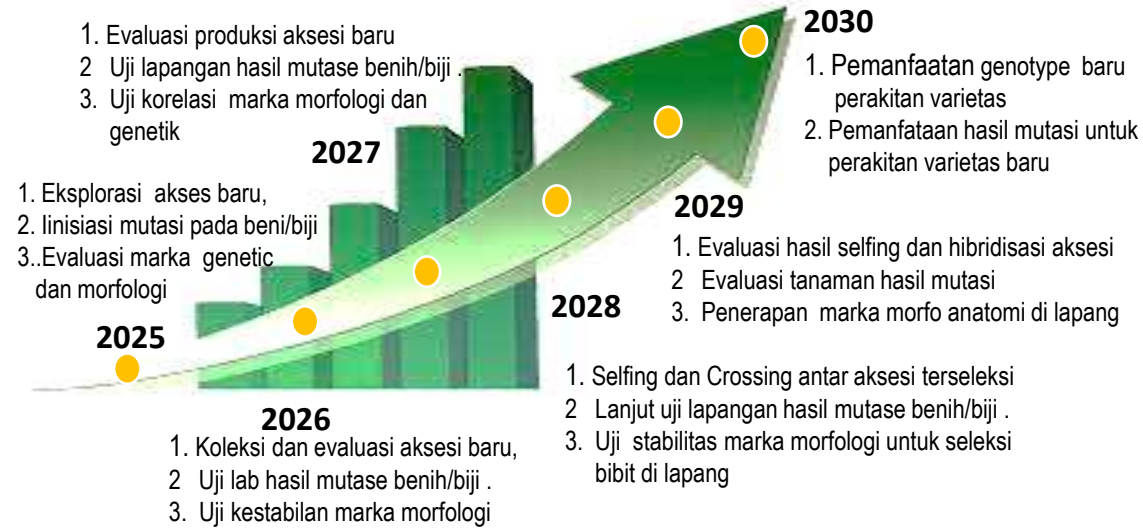 2025
1. Eksplorasi akses baru,
2. Iinisiasi mutasi pada beni/biji
3..Evaluasi marka genetic
dan morfologi
2026
1. Koleksi dan evaluasi aksesi baru,
2 Uji lab hasil mutase benih/biji .
3. Uji kestabilan marka morfologi
2027
1. Evaluasi produksi aksesi baru
2 Uji lapangan hasil mutase benih/biji .
3. Uji korelasi marka morfologi dan
genetik
2028
1. Selfing dan Crossing antar aksesi terseleksi
2 Lanjut uji lapangan hasil mutase benih/biji .
3. Uji stabilitas marka morfologi untuk seleksi
bibit di lapang
2029
1. Evaluasi hasil selfing dan hibridisasi aksesi
2 Evaluasi tanaman hasil mutasi
3. Penerapan marka morfo anatomi di lapang
2030
1. Pemanfaatan genotype baru
perakitan varietas
2. Pemanfataan hasil mutasi untuk
perakitan varietas baru